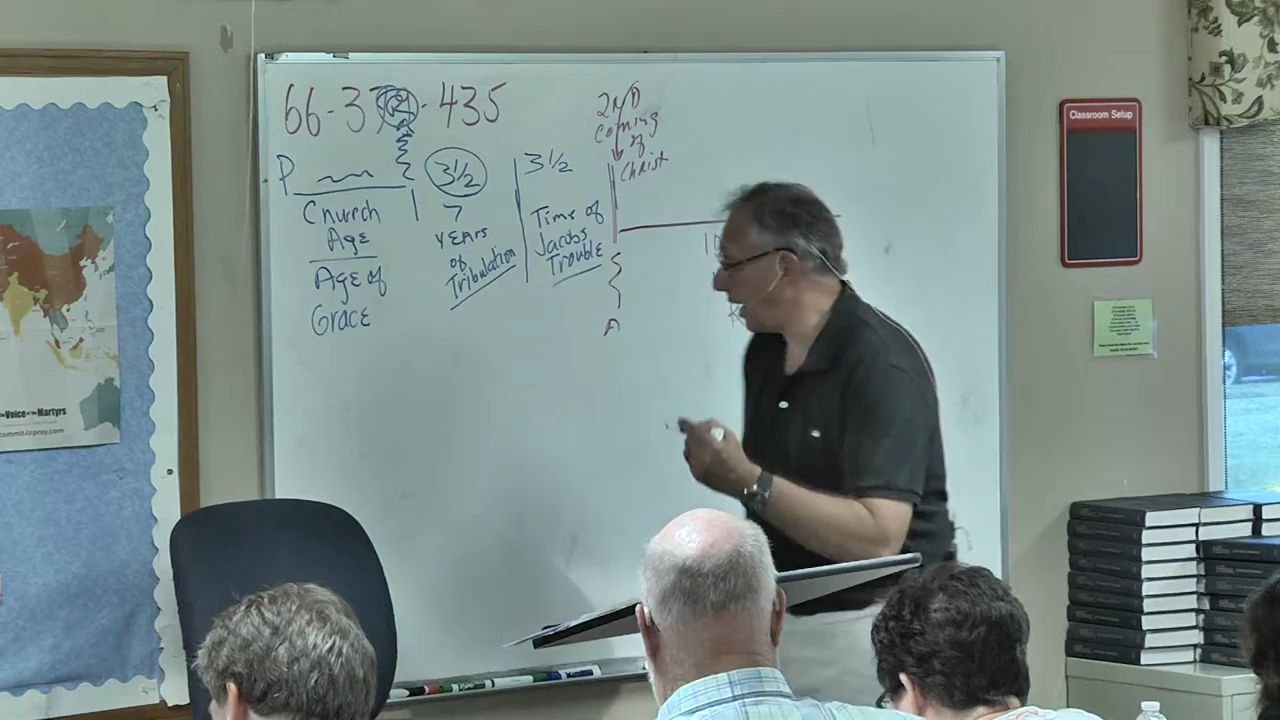 66-37
-435
P
3½
3½
2nd
Coming
of
Christ
Church
Age
Age of
Grace
7
YEARS
of
Tribulation
Time of
Jacobs
Trouble
A
Classroom Setup
Voice of the Martyrs